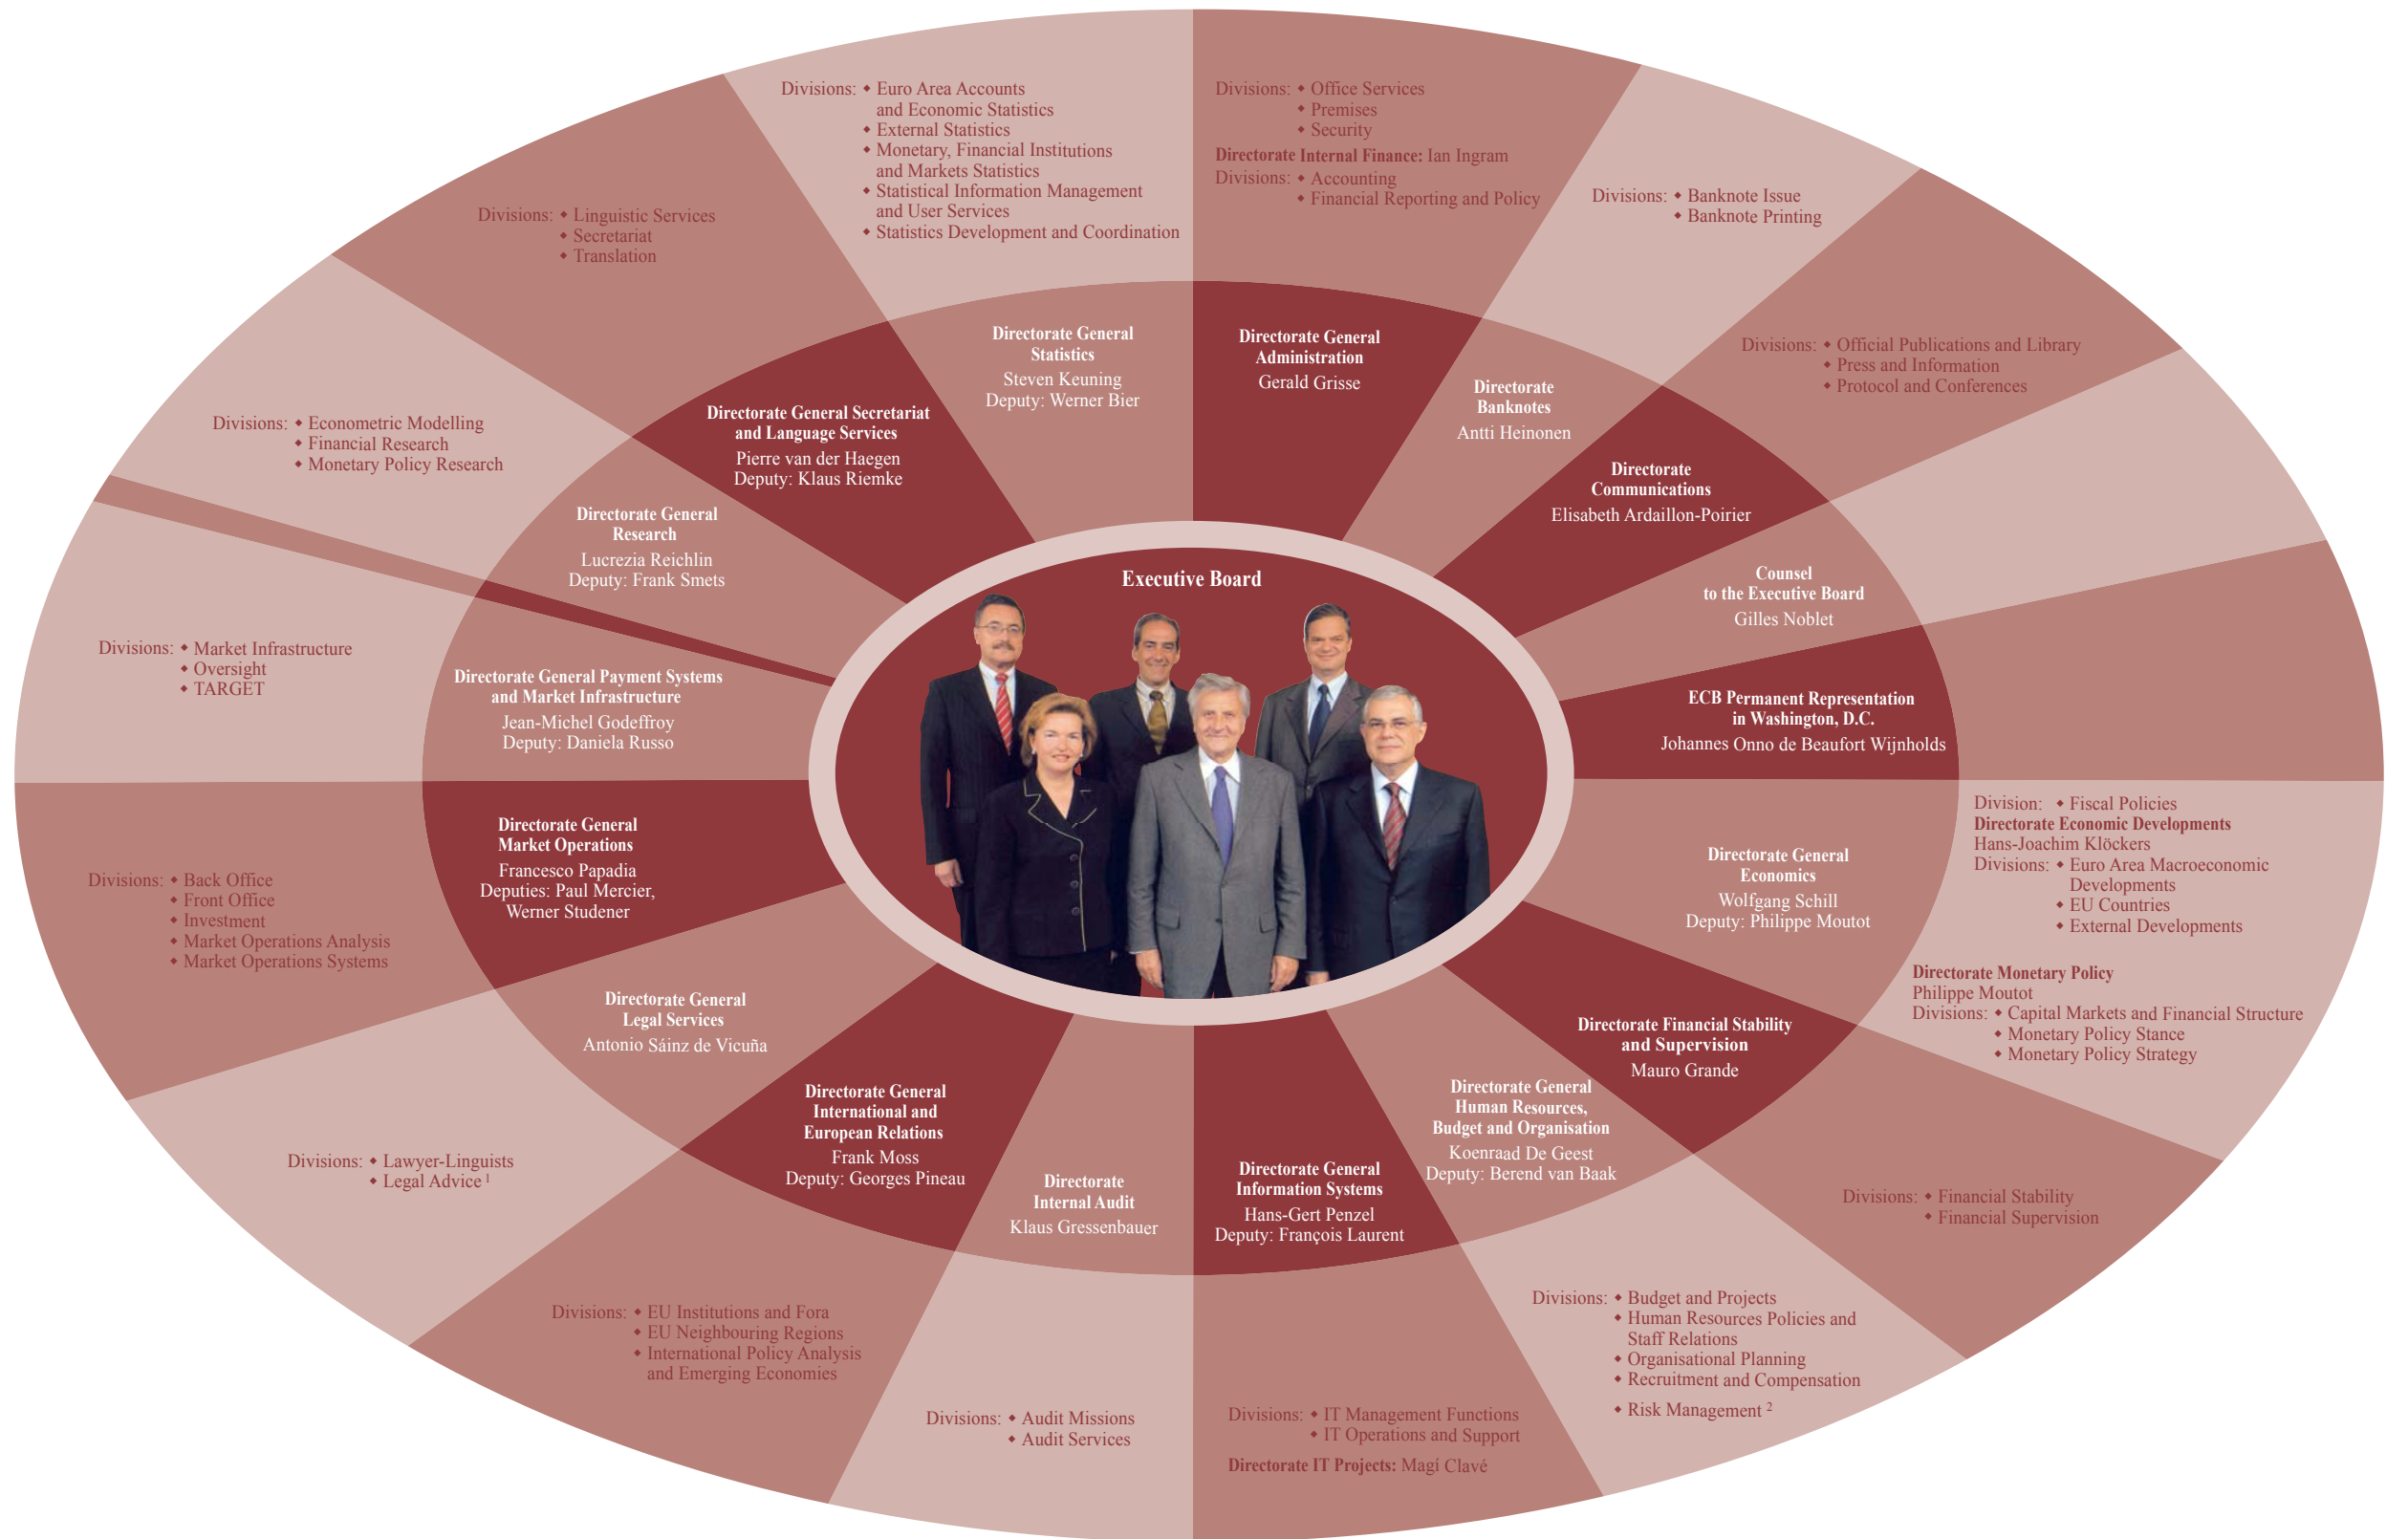 Divisions: ◆ Euro Area Accounts
and Economic Statistics
◆ External Statistics
◆ Monetary, Financial Institutions
and Markets Statistics
◆ Statistical Information Management
and User Services
◆ Statistics Development and Coordination
Directorate General
Statistics
Steven Keuning
Deputy: Werner Bier
Divisions: ◆ Office Services
◆ Premises
◆ Security
Directorate Internal Finance: Ian Ingram
Divisions: ◆ Accounting
◆ Financial Reporting and Policy
Directorate General
Administration
Gerald Grisse
Divisions: ◆ Banknote Issue
◆ Banknote Printing
Directorate
Banknotes
Antti Heinonen
Divisions: ◆ Official Publications and Library
◆ Press and Information
◆ Protocol and Conferences
Directorate
Communications
Elisabeth Ardaillon-Poirier
Counsel
to the Executive Board
Gilles Noblet
ECB Permanent Representation
in Washington, D.C.
Johannes Onno de Beaufort Wijnholds
Division: ◆ Fiscal Policies
Directorate Economic Developments
Hans-Joachim Klöckers
Divisions: ◆ Euro Area Macroeconomic
Developments
◆ EU Countries
◆ External Developments
Directorate Monetary Policy
Philippe Moutot
Divisions: ◆ Capital Markets and Financial Structure
◆ Monetary Policy Stance
◆ Monetary Policy Strategy
Directorate General
Economics
Wolfgang Schill
Deputy: Philippe Moutot
Directorate Financial Stability
and Supervision
Mauro Grande
Divisions: ◆ Financial Stability
◆ Financial Supervision
Directorate General
Human Resources,
Budget and Organisation
Koenraad De Geest
Deputy: Berend van Baak
Divisions: ◆ Budget and Projects
◆ Human Resources Policies and
Staff Relations
◆ Organisational Planning
◆ Recruitment and Compensation
◆ Risk Management 2
Directorate General
Information Systems
Hans-Gert Penzel
Deputy: François Laurent
Divisions: ◆ IT Management Functions
◆ IT Operations and Support
Directorate IT Projects: Magí Clavé
Directorate
Internal Audit
Klaus Gressenbauer
Divisions: ◆ Audit Missions
◆ Audit Services
Directorate General
International and
European Relations
Frank Moss
Deputy: Georges Pineau
Divisions: ◆ EU Institutions and Fora
◆ EU Neighbouring Regions
◆ International Policy Analysis
and Emerging Economies
Directorate General
Legal Services
Antonio Sáinz de Vicuña
Divisions: ◆ Lawyer-Linguists
◆ Legal Advice 1
Directorate General
Market Operations
Francesco Papadia
Deputies: Paul Mercier,
Werner Studener
Divisions: ◆ Back Office
◆ Front Office
◆ Investment
◆ Market Operations Analysis
◆ Market Operations Systems
Directorate General Payment Systems
and Market Infrastructure
Jean-Michel Godeffroy
Deputy: Daniela Russo
Divisions: ◆ Market Infrastructure
◆ Oversight
◆ TARGET
Directorate General
Research
Lucrezia Reichlin
Deputy: Frank Smets
Divisions: ◆ Econometric Modelling
◆ Financial Research
◆ Monetary Policy Research
Directorate General Secretariat
and Language Services
Pierre van der Haegen
Deputy: Klaus Riemke
Divisions: ◆ Linguistic Services
◆ Secretariat
◆ Translation
Executive Board